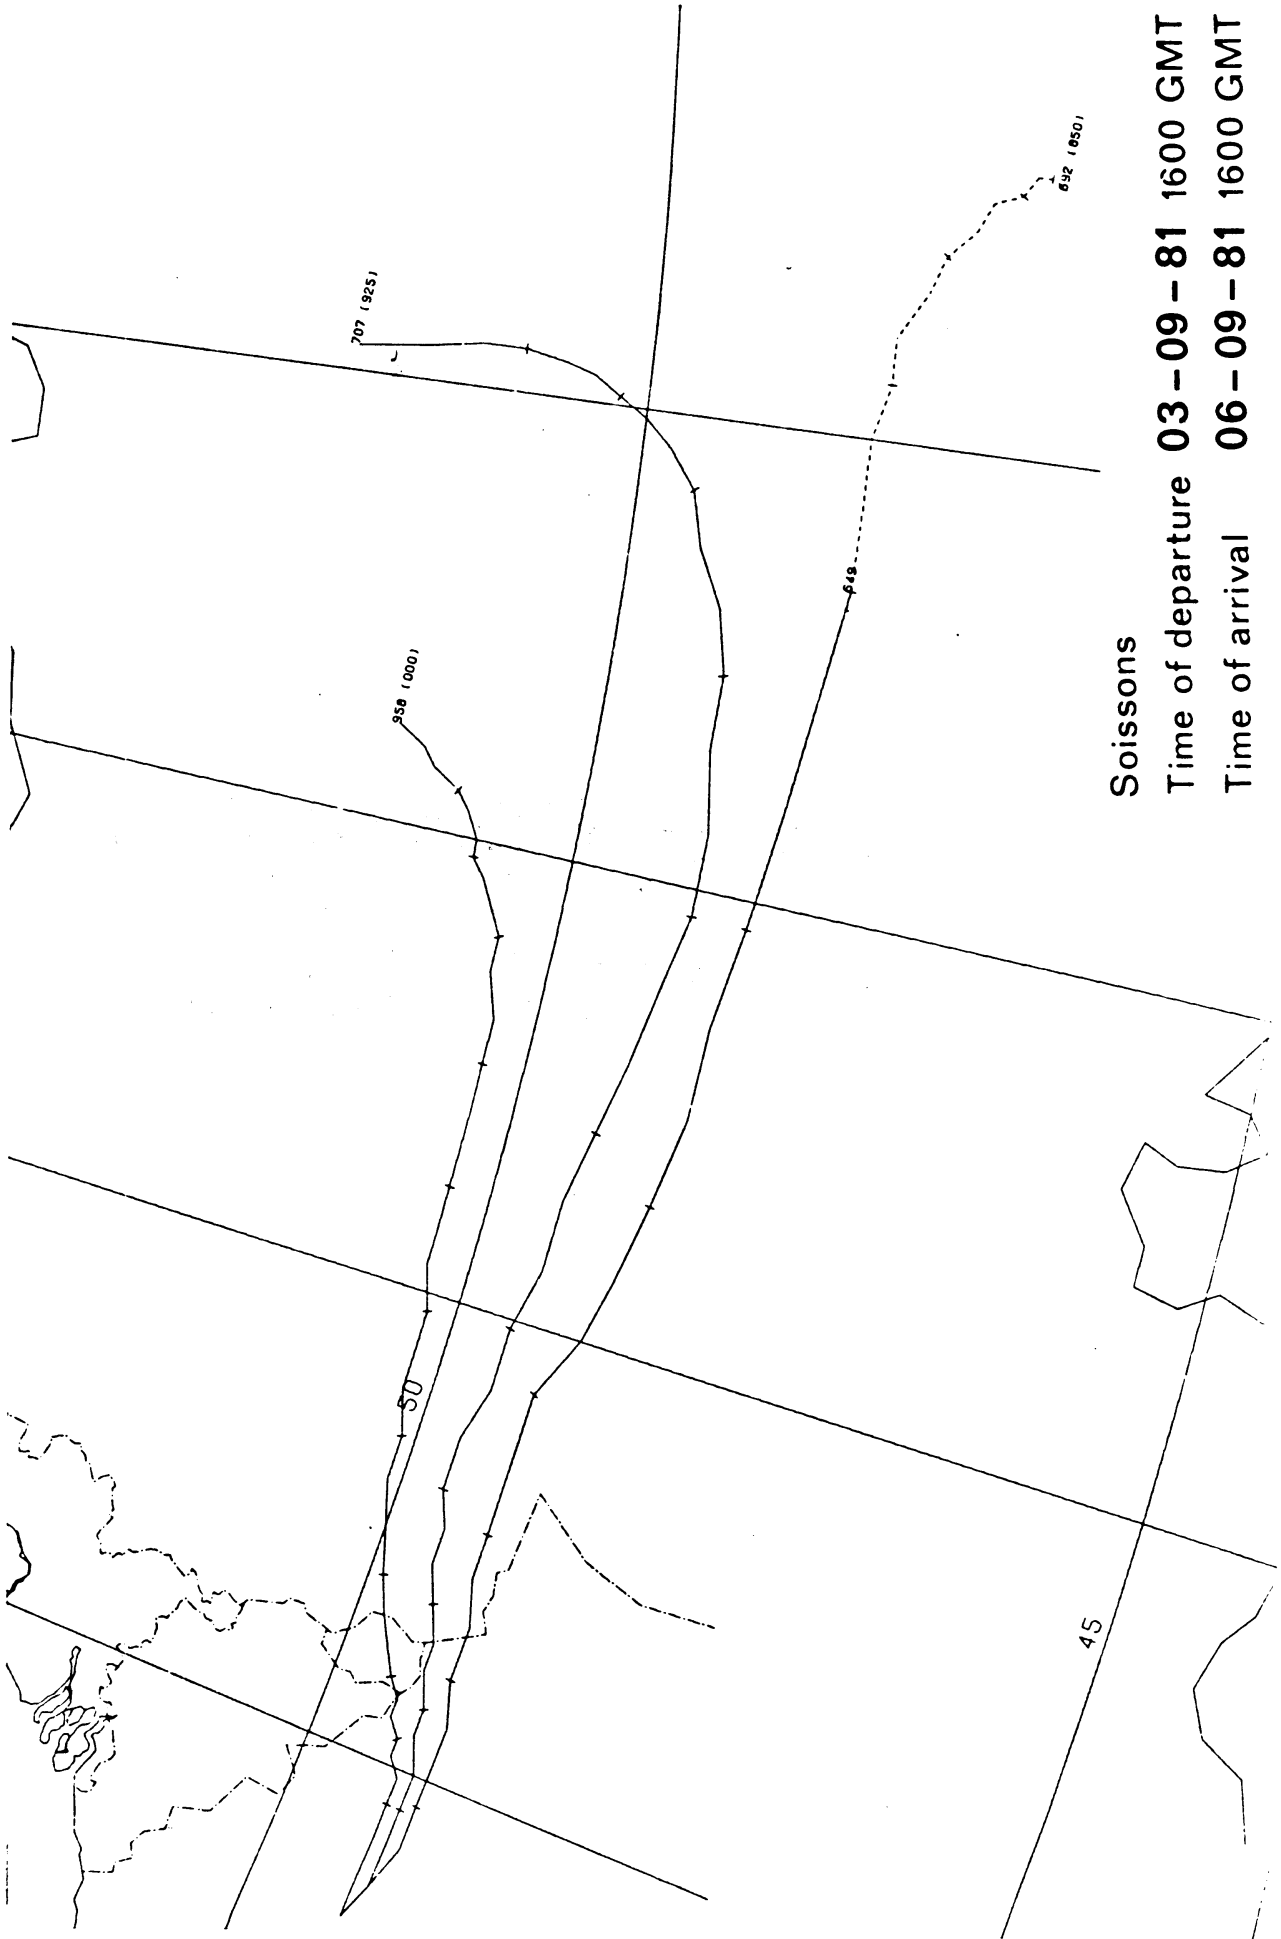 Soissons
Time of departure 03-09-81 1600 GMT
Time of arrival 06-09-81 1600 GMT
707 (925)
692 (850)
958 (000)
649
50
45